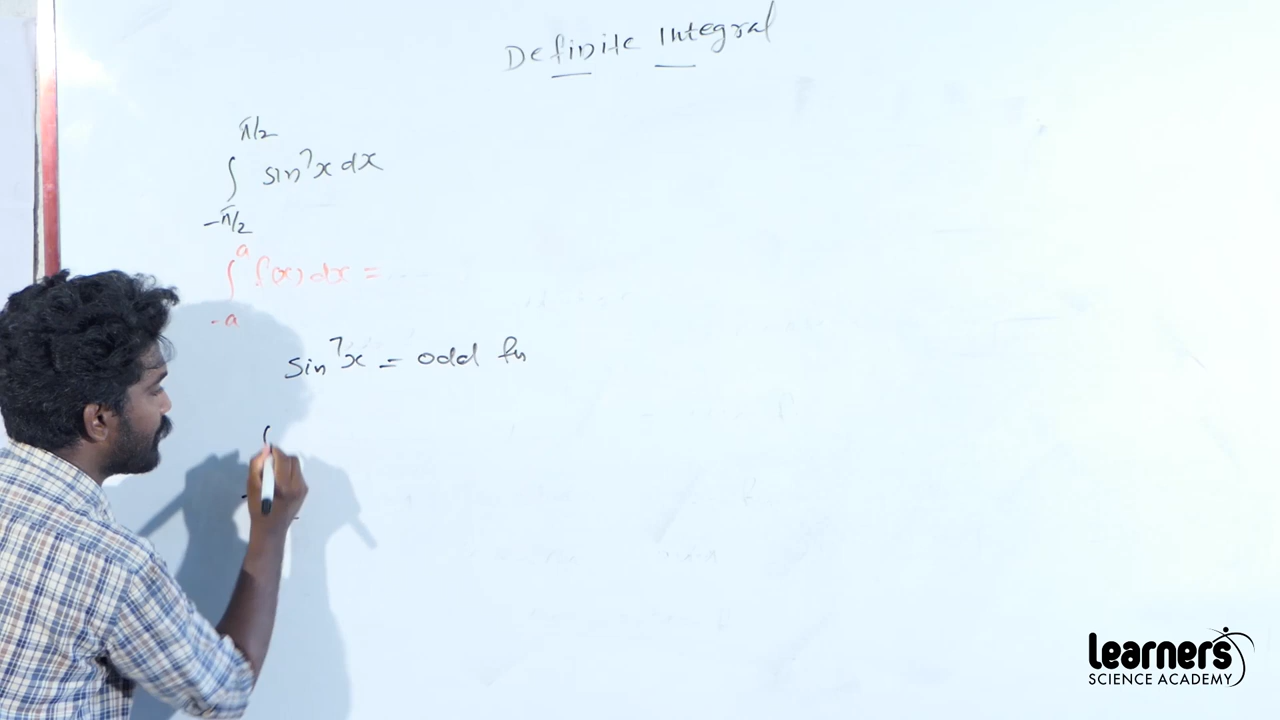 Definite Integral
π/2
∫ sin⁷x dx
-π/2
a
∫ f(x) dx =
-a
sin⁷x = odd fn
Learners
SCIENCE ACADEMY